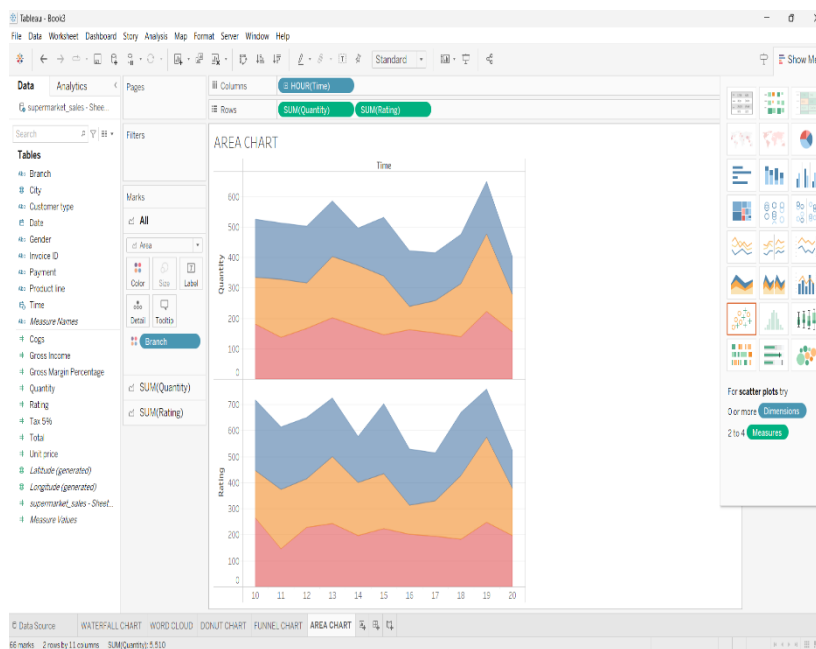 Tableau - Book3
File Data Worksheet Dashboard Story Analysis Map Format Server Window Help
Standard
Show Me
Data Analytics
Pages
Columns HOUR(Time)
supermarket_sales - Shee...
Rows SUM(Quantity) SUM(Rating)
Search
Filters
AREA CHART
Tables
Time
Branch
City
Customer type
Date
Gender
Invoice ID
Payment
Product line
Time
Measure Names
Cogs
Gross Income
Gross Margin Percentage
Quantity
Rating
Tax 5%
Total
Unit price
Latitude (generated)
Longitude (generated)
supermarket_sales - Sheet...
Measure Values
Marks
All
Area
Color Size Label
Detail Tooltip
Branch
SUM(Quantity)
SUM(Rating)
Quantity
600
500
400
300
200
100
0
Rating
700
600
500
400
300
200
100
0
10 11 12 13 14 15 16 17 18 19 20
For scatter plots try
0 or more Dimensions
2 to 4 Measures
Data Source WATERFALL CHART WORD CLOUD DONUT CHART FUNNEL CHART AREA CHART
66 marks 2 rows by 11 columns SUM(Quantity): 5,510